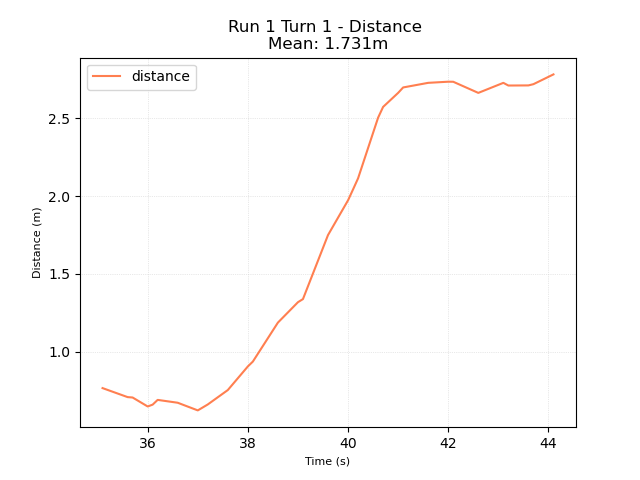 Run 1 Turn 1 - Distance
Mean: 1.731m
distance
Distance (m)
2.5
2.0
1.5
1.0
36 38 40 42 44
Time (s)